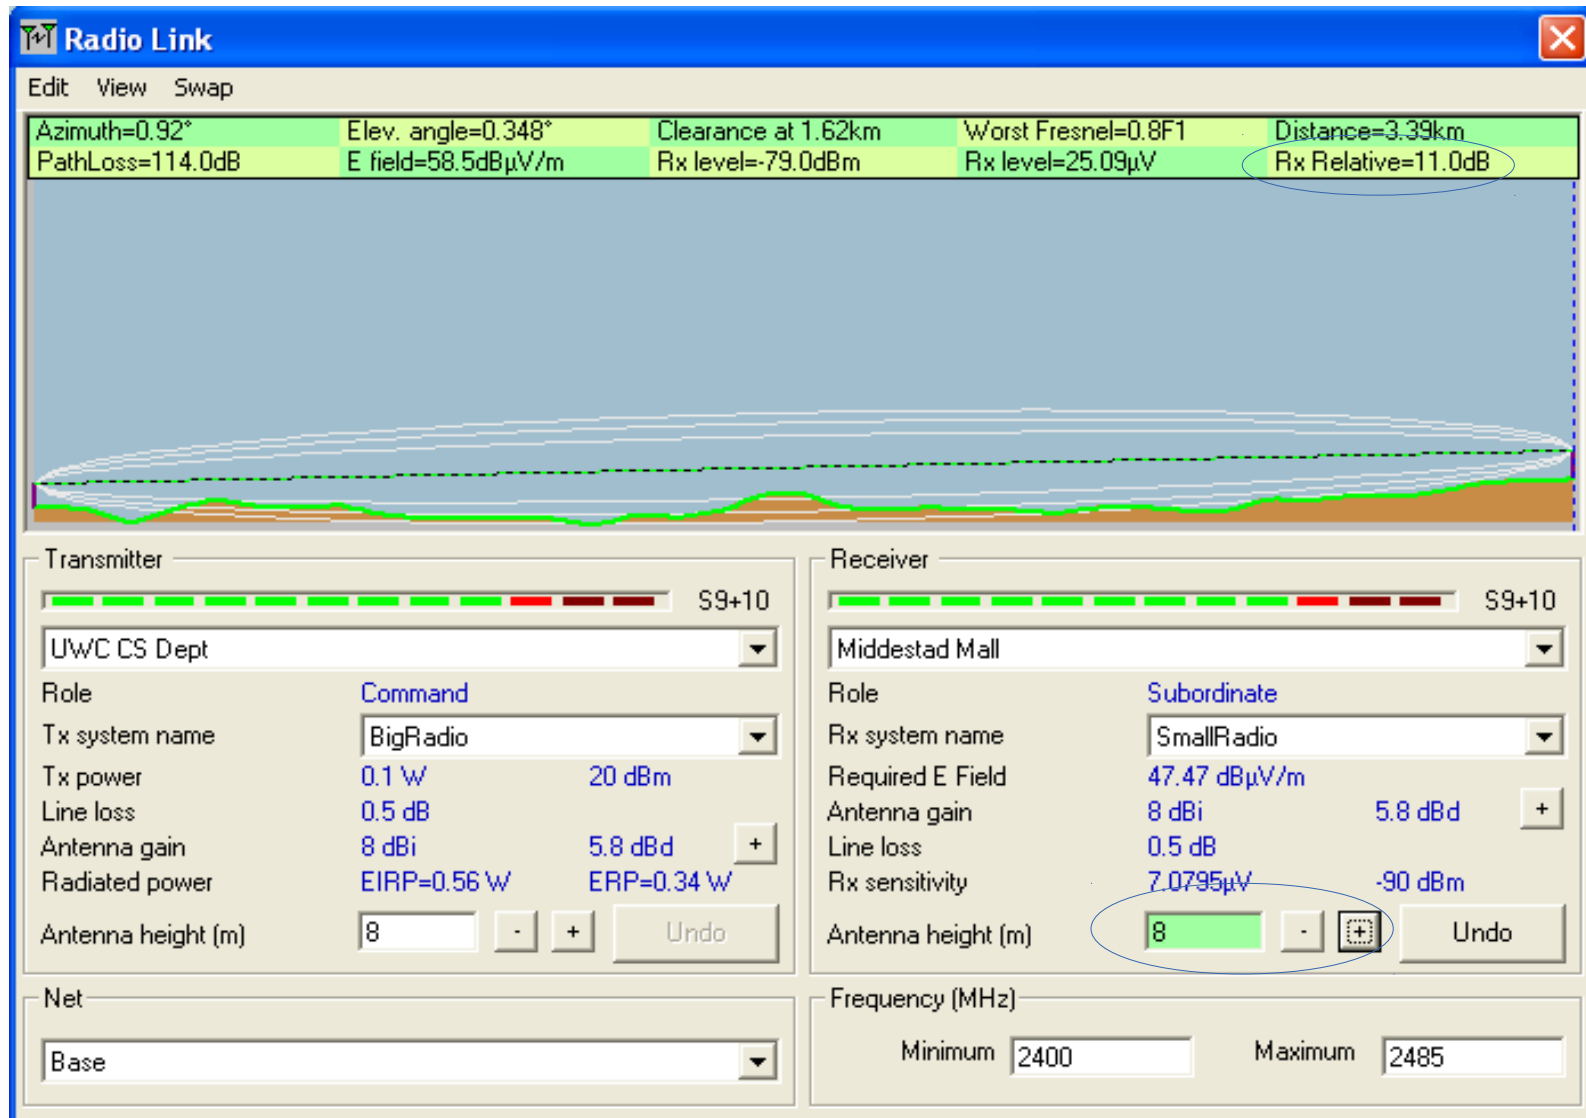 Radio Link
Edit View Swap
Azimuth=0.92° Elev. angle=0.348° Clearance at 1.62km Worst Fresnel=0.8F1 Distance=3.39km
PathLoss=114.0dB E field=58.5dBµV/m Rx level=-79.0dBm Rx level=25.09µV Rx Relative=11.0dB
Transmitter Receiver
S9+10 S9+10
UWC CS Dept Middestad Mall
Role Command Role Subordinate
Tx system name BigRadio Rx system name SmallRadio
Tx power 0.1 W 20 dBm Required E Field 47.47 dBµV/m
Line loss 0.5 dB Antenna gain 8 dBi 5.8 dBd +
Antenna gain 8 dBi 5.8 dBd + Line loss 0.5 dB
Radiated power EIRP=0.56 W ERP=0.34 W Rx sensitivity 7.0795µV -90 dBm
Antenna height (m) 8 - + Undo Antenna height (m) 8 - + Undo
Net Frequency (MHz)
Base Minimum 2400 Maximum 2485